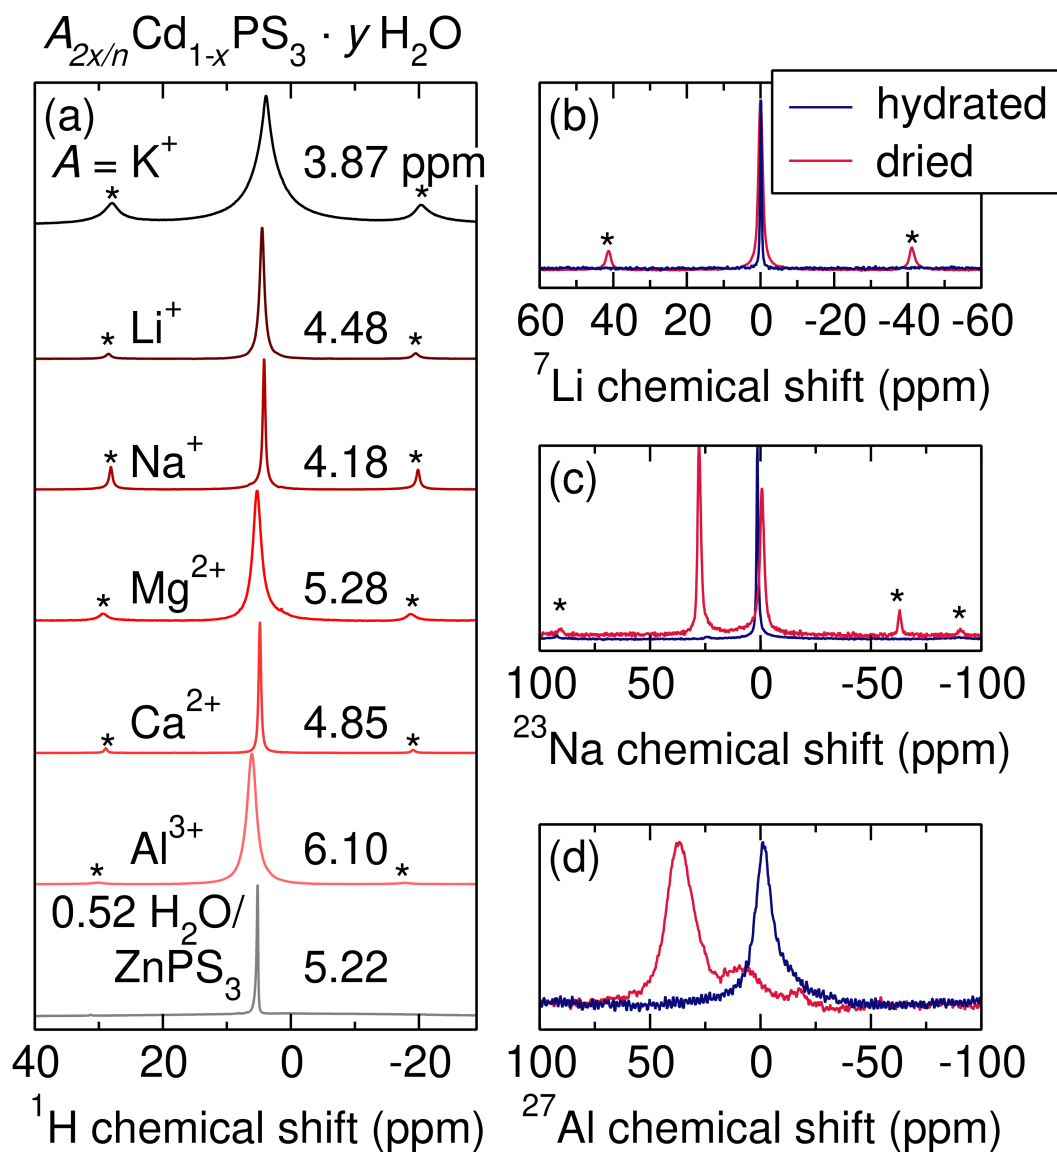 A2x/nCd1-xPS3 · y H2O
(a)
A = K+ 3.87 ppm
* *
Li+ 4.48
* *
Na+ 4.18
* *
Mg2+ 5.28
* *
Ca2+ 4.85
* *
Al3+ 6.10
* *
0.52 H2O/
ZnPS3 5.22
40 20 0 -20
1H chemical shift (ppm)
(b)
hydrated
dried
* *
60 40 20 0 -20 -40 -60
7Li chemical shift (ppm)
(c)
* * *
100 50 0 -50 -100
23Na chemical shift (ppm)
(d)
100 50 0 -50 -100
27Al chemical shift (ppm)